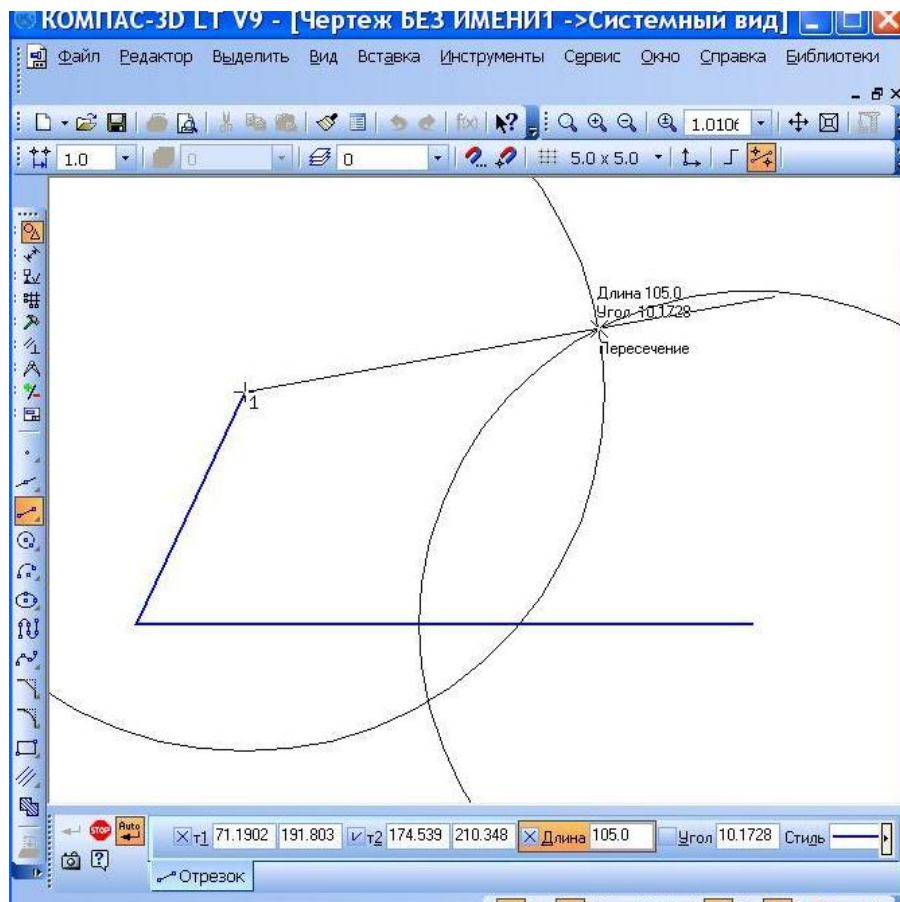 КОМПАС-3D LT V9 - [Чертеж БЕЗ ИМЕНИ1 ->Системный вид]
Файл Редактор Выделить Вид Вставка Инструменты Сервис Окно Справка Библиотеки
f(x) 1.0106
1.0 0 0 5.0 x 5.0
Длина 105.0
Угол 10.1728
Пересечение
1
STOP Auto т1 71.1902 191.803 т2 174.539 210.348 Длина 105.0 Угол 10.1728 Стиль
Отрезок